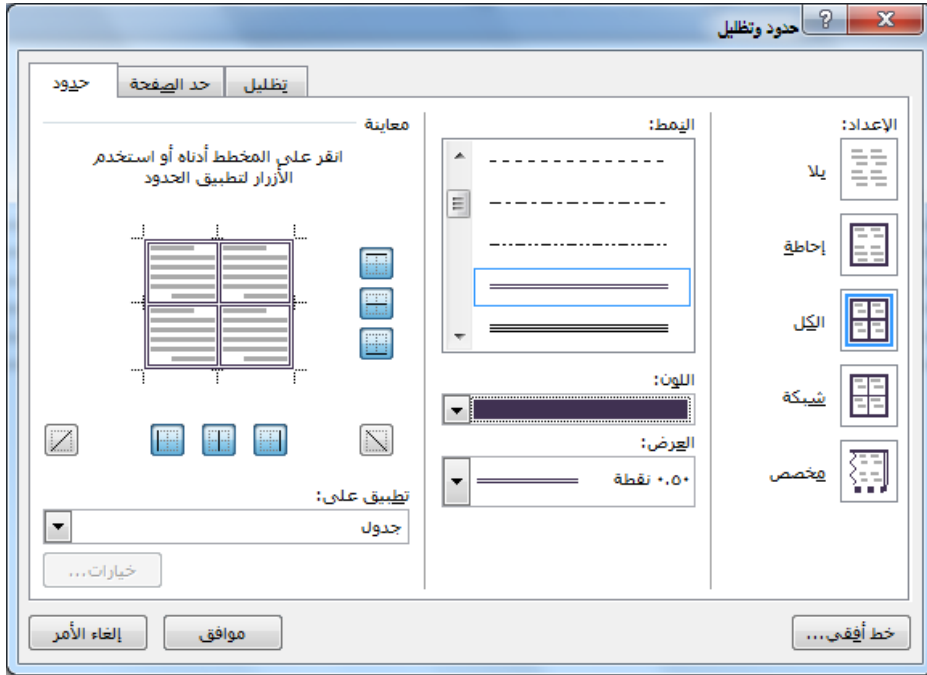 حدود وتظليل
حدود
حد الصفحة
تظليل
الإعداد:
بلا
إحاطة
الكل
شبكة
مخصص
النمط:
اللون:
العرض:
٠.٥٠ نقطة
معاينة
انقر على المخطط أدناه أو استخدم
الأزرار لتطبيق الحدود
تطبيق على:
جدول
خيارات...
خط أفقي...
موافق
إلغاء الأمر